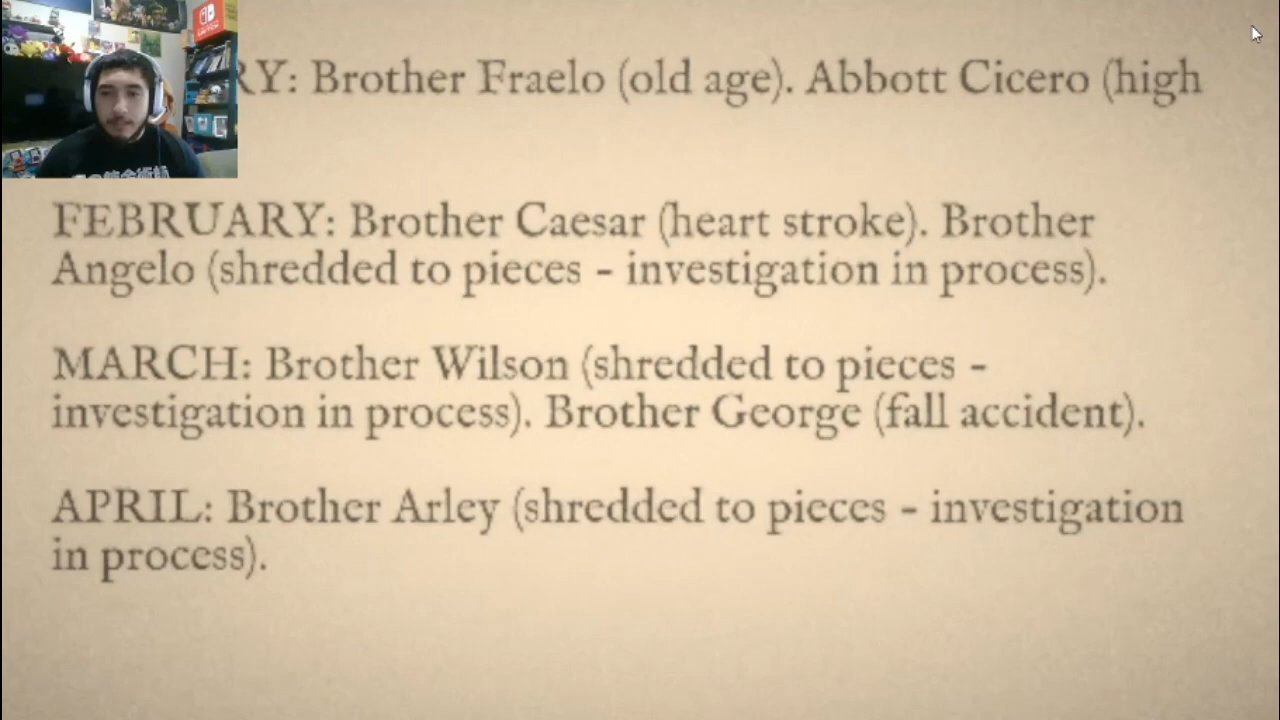 RY: Brother Fraelo (old age). Abbott Cicero (high
FEBRUARY: Brother Caesar (heart stroke). Brother
Angelo (shredded to pieces - investigation in process).
MARCH: Brother Wilson (shredded to pieces -
investigation in process). Brother George (fall accident).
APRIL: Brother Arley (shredded to pieces - investigation
in process).